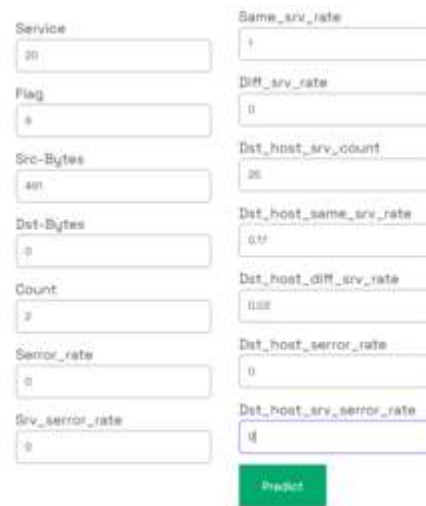 Service
20
Flag
9
Src-Bytes
491
Dst-Bytes
0
Count
2
Serror_rate
0
Srv_serror_rate
0
Same_srv_rate
1
Diff_srv_rate
0
Dst_host_srv_count
25
Dst_host_same_srv_rate
0.17
Dst_host_diff_srv_rate
0.03
Dst_host_serror_rate
0
Dst_host_srv_serror_rate
0
Predict